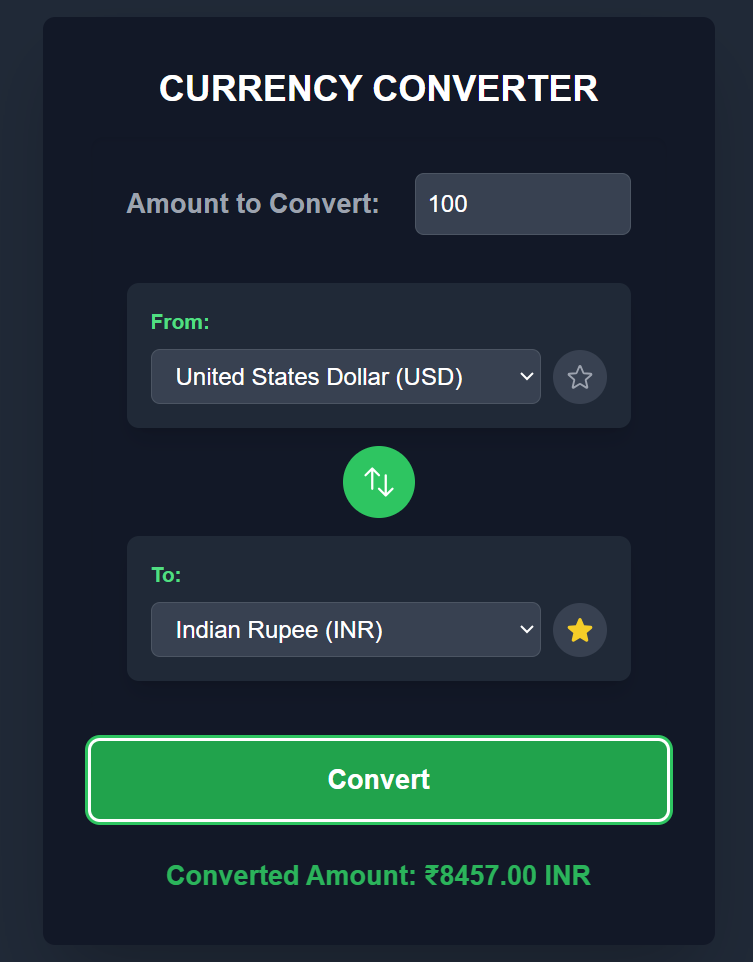 CURRENCY CONVERTER
Amount to Convert: 100
From:
United States Dollar (USD)
To:
Indian Rupee (INR)
Convert
Converted Amount: ₹8457.00 INR